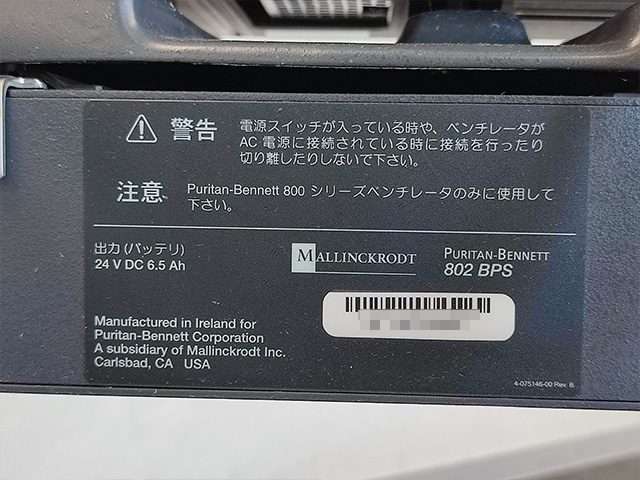 警告
電源スイッチが入っている時や、ベンチレータが
AC 電源に接続されている時に接続を行ったり
切り離したりしないで下さい。
注意
Puritan-Bennett 800 シリーズベンチレータのみに使用して
下さい。
出力 (バッテリ)
24 V DC 6.5 Ah
MALLINCKRODT
PURITAN-BENNETT
802 BPS
Manufactured in Ireland for
Puritan-Bennett Corporation
A subsidiary of Mallinckrodt Inc.
Carlsbad, CA USA
4-075146-00 Rev. B